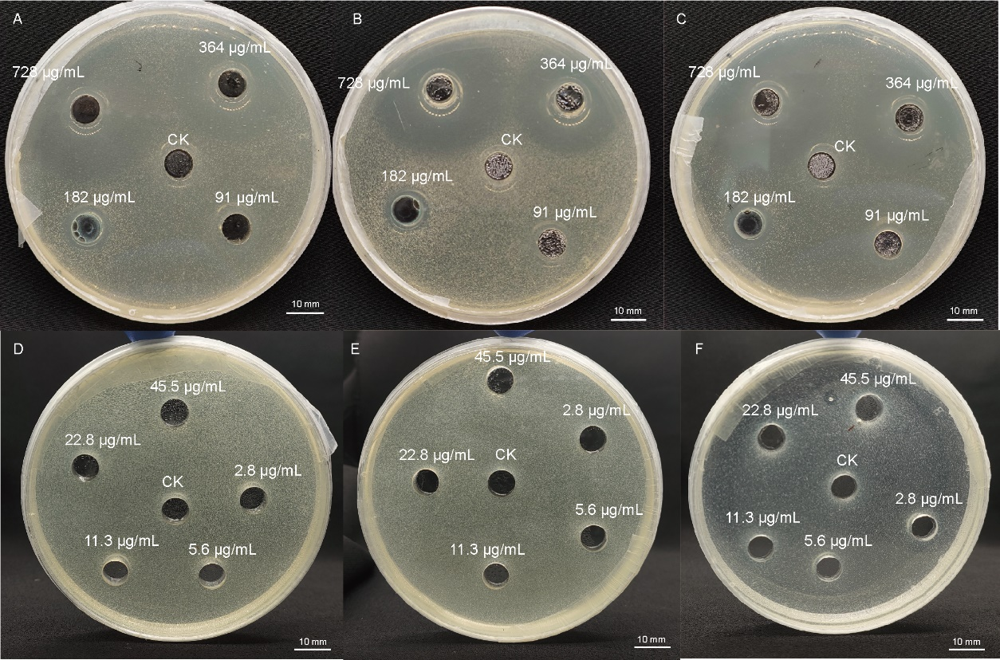 A
364 µg/mL
728 µg/mL
CK
182 µg/mL
91 µg/mL
10 mm
B
364 µg/mL
728 µg/mL
CK
182 µg/mL
91 µg/mL
10 mm
C
728 µg/mL
364 µg/mL
CK
182 µg/mL
91 µg/mL
10 mm
D
45.5 µg/mL
22.8 µg/mL
2.8 µg/mL
CK
11.3 µg/mL
5.6 µg/mL
10 mm
E
45.5 µg/mL
2.8 µg/mL
22.8 µg/mL
CK
5.6 µg/mL
11.3 µg/mL
10 mm
F
45.5 µg/mL
22.8 µg/mL
CK
2.8 µg/mL
11.3 µg/mL
5.6 µg/mL
10 mm